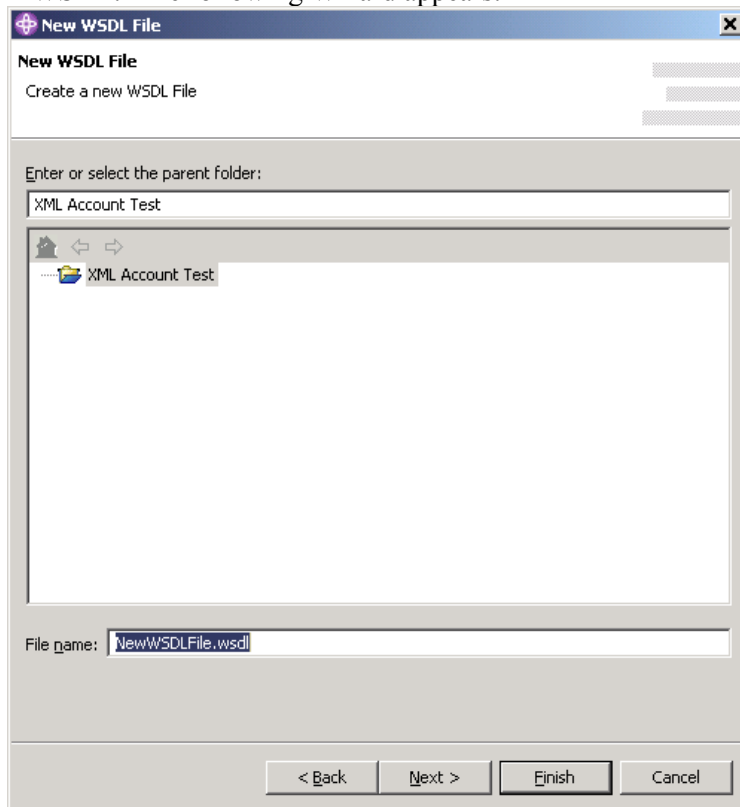 New WSDL File
New WSDL File
Create a new WSDL File
Enter or select the parent folder:
XML Account Test
XML Account Test
File name: NewWSDLFile.wsdl
< Back Next > Finish Cancel